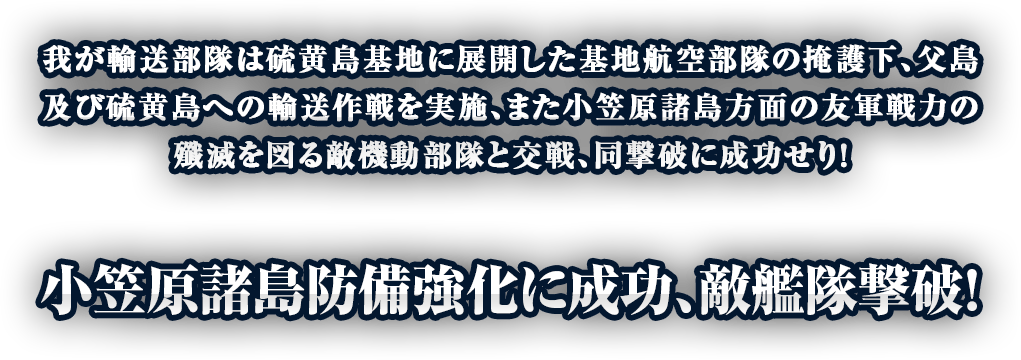 我が輸送部隊は硫黄島基地に展開した基地航空部隊の掩護下、父島
及び硫黄島への輸送作戦を実施、また小笠原諸島方面の友軍戦力の
殲滅を図る敵機動部隊と交戦、同撃破に成功せり!
小笠原諸島防備強化に成功、敵艦隊撃破!